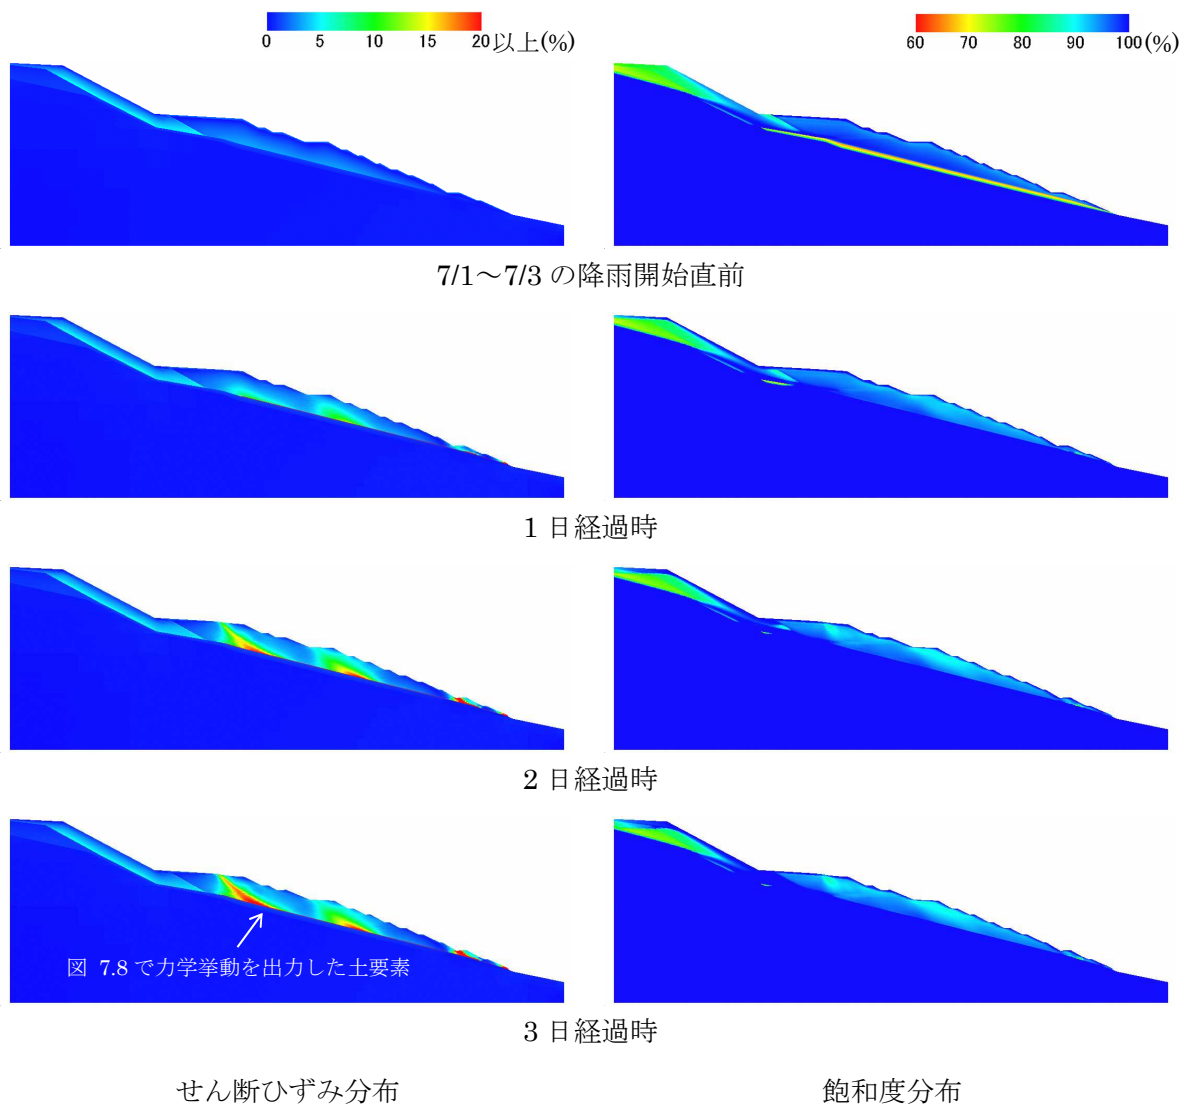 0 5 10 15 20以上(%)
60 70 80 90 100(%)
7/1～7/3 の降雨開始直前
1 日経過時
2 日経過時
図 7.8 で力学挙動を出力した土要素
3 日経過時
せん断ひずみ分布
飽和度分布